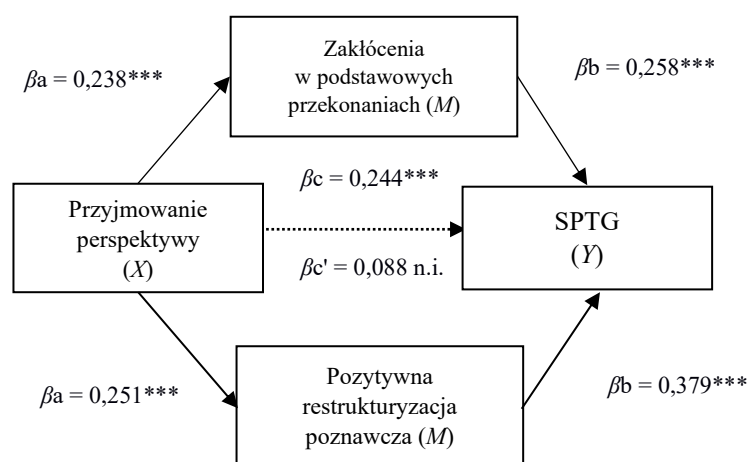 Zakłócenia
w podstawowych
przekonaniach (M)
βa = 0,238***
βb = 0,258***
βc = 0,244***
Przyjmowanie
perspektywy
(X)
SPTG
(Y)
βc' = 0,088 n.i.
βa = 0,251***
Pozytywna
restrukturyzacja
poznawcza (M)
βb = 0,379***